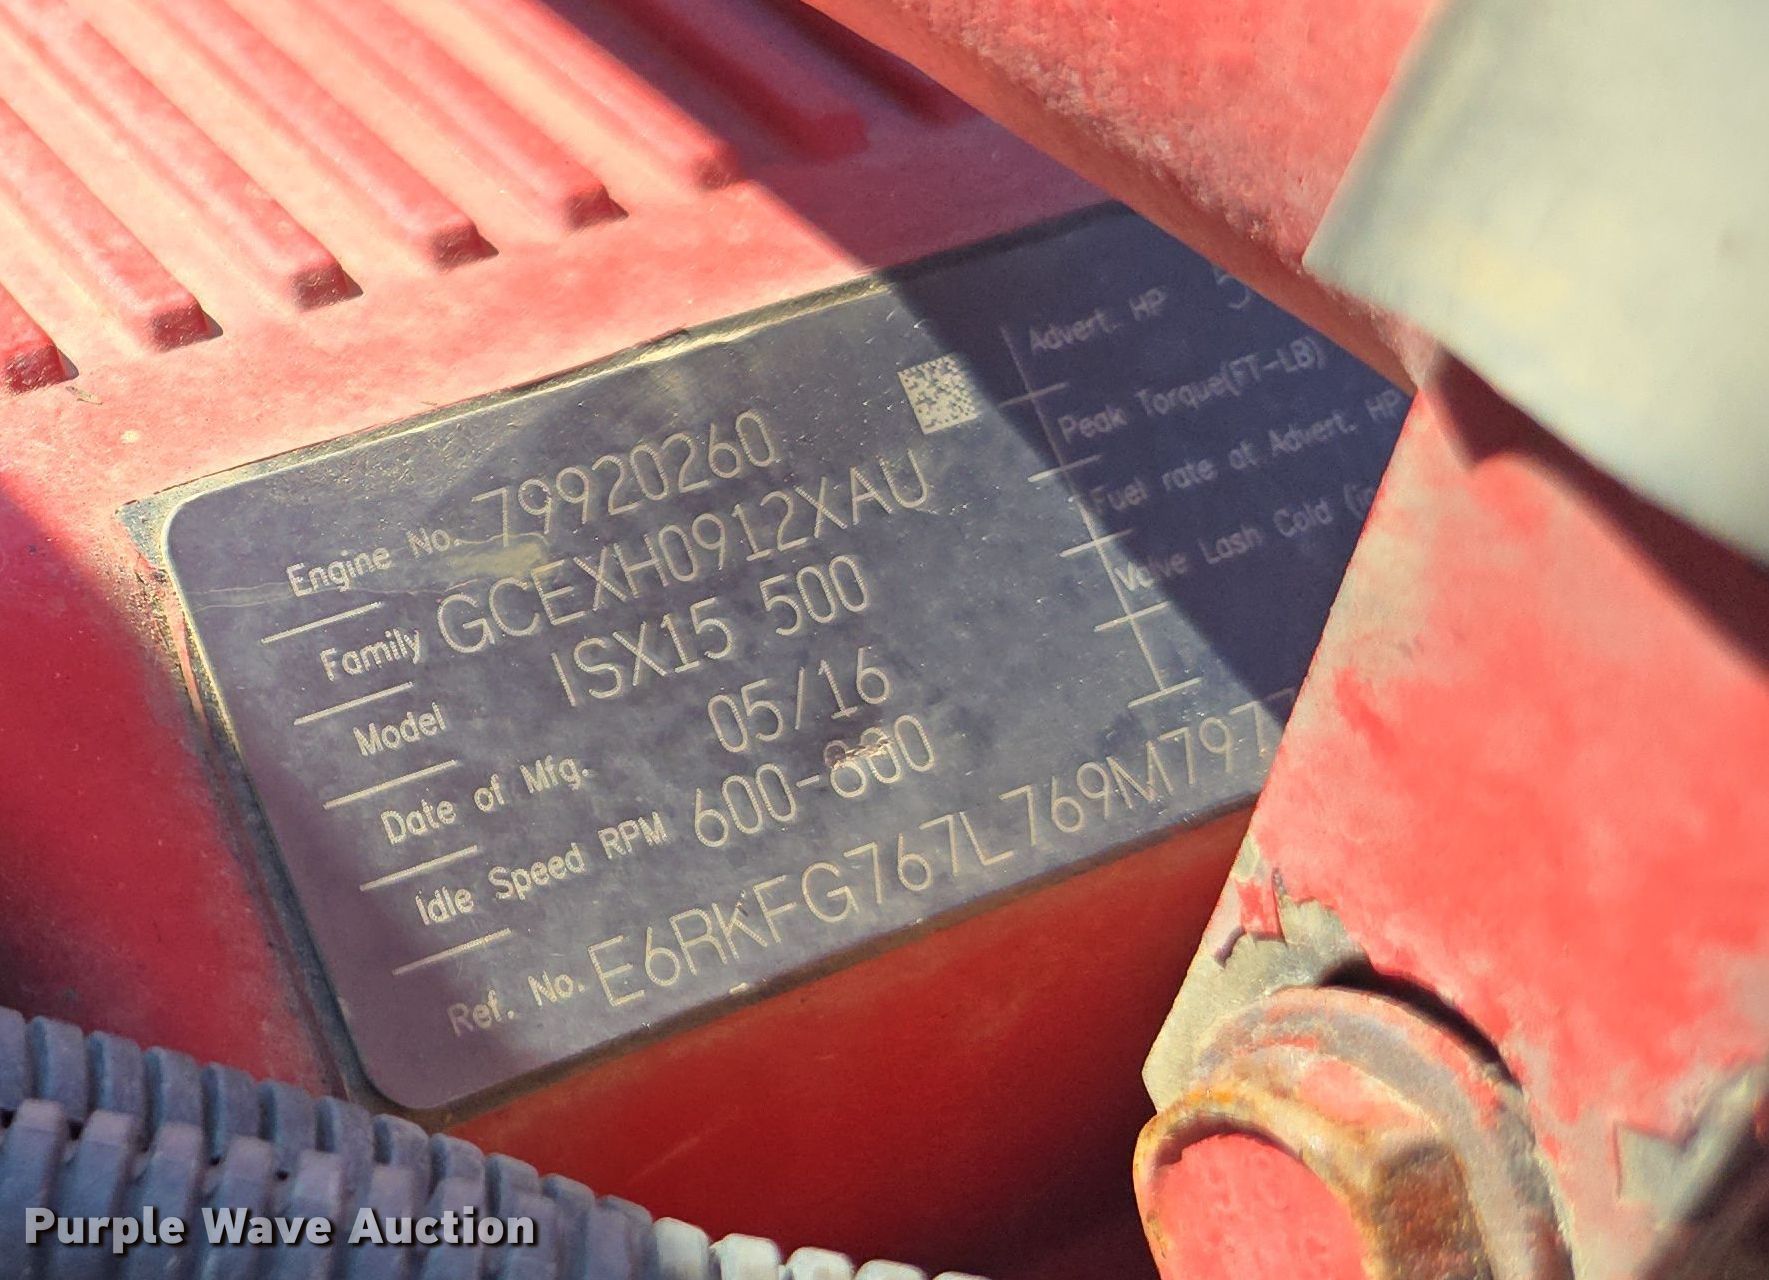 Engine No. 79920260
Family GCEXH0912XAU
Model ISX15 500
Date of Mfg. 05/16
Idle Speed RPM 600-800
Ref. No. E6RKFG767L769M797
Advert. HP 5
Peak Torque(FT-LB)
Fuel rate at Advert. HP
Valve Lash Cold
Purple Wave Auction